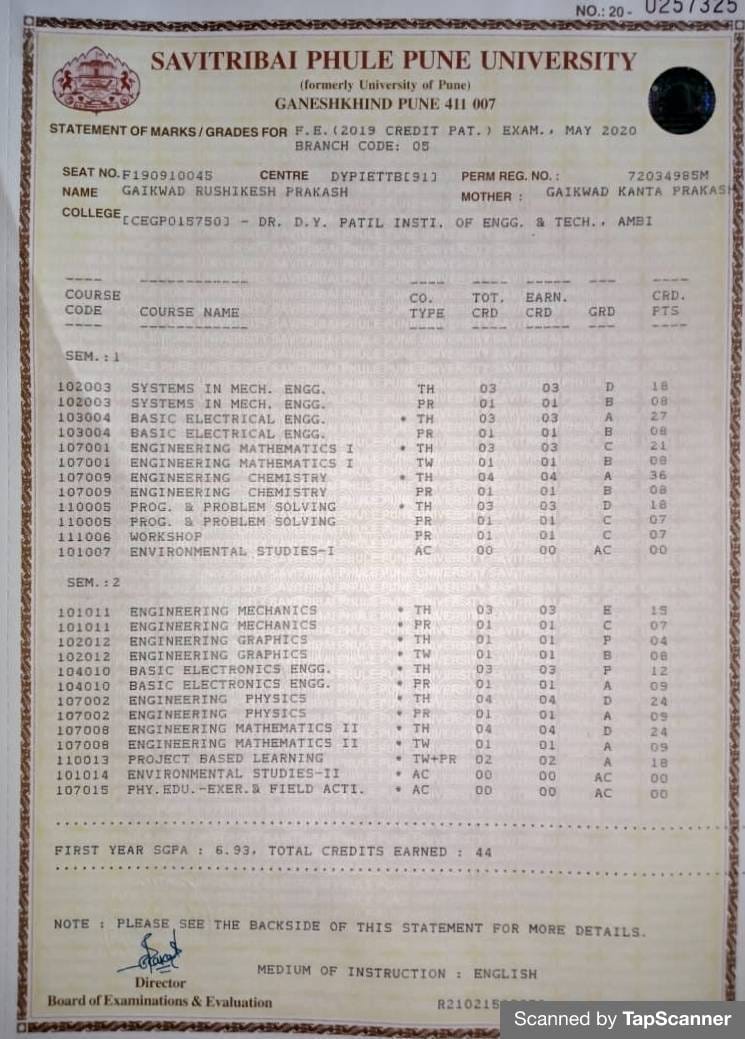 NO.: 20 - 0257325
SAVITRIBAI PHULE PUNE UNIVERSITY
(formerly University of Pune)
GANESHKHIND PUNE 411 007
STATEMENT OF MARKS / GRADES FOR F.E.(2019 CREDIT PAT.) EXAM., MAY 2020
BRANCH CODE: 05
SEAT NO. F190910045 CENTRE DYPIETTB[91] PERM REG. NO. : 72034985M
NAME GAIKWAD RUSHIKESH PRAKASH MOTHER : GAIKWAD KANTA PRAKASH
COLLEGE [CEGP015750] - DR. D.Y. PATIL INSTI. OF ENGG. & TECH., AMBI
COURSE CODE COURSE NAME CO. TYPE TOT. CRD EARN. CRD GRD CRD. PTS
SEM.:1
102003 SYSTEMS IN MECH. ENGG. TH 03 03 D 18
102003 SYSTEMS IN MECH. ENGG. PR 01 01 B 08
103004 BASIC ELECTRICAL ENGG. * TH 03 03 A 27
103004 BASIC ELECTRICAL ENGG. PR 01 01 B 08
107001 ENGINEERING MATHEMATICS I * TH 03 03 C 21
107001 ENGINEERING MATHEMATICS I TW 01 01 B 08
107009 ENGINEERING CHEMISTRY * TH 04 04 A 36
107009 ENGINEERING CHEMISTRY PR 01 01 B 08
110005 PROG. & PROBLEM SOLVING * TH 03 03 D 18
110005 PROG. & PROBLEM SOLVING PR 01 01 C 07
111006 WORKSHOP PR 01 01 C 07
101007 ENVIRONMENTAL STUDIES-I AC 00 00 AC 00
SEM.:2
101011 ENGINEERING MECHANICS * TH 03 03 E 15
101011 ENGINEERING MECHANICS * PR 01 01 C 07
102012 ENGINEERING GRAPHICS * TH 01 01 P 04
102012 ENGINEERING GRAPHICS * TW 01 01 B 08
104010 BASIC ELECTRONICS ENGG. * TH 03 03 P 12
104010 BASIC ELECTRONICS ENGG. * PR 01 01 A 09
107002 ENGINEERING PHYSICS * TH 04 04 D 24
107002 ENGINEERING PHYSICS * PR 01 01 A 09
107008 ENGINEERING MATHEMATICS II * TH 04 04 D 24
107008 ENGINEERING MATHEMATICS II * TW 01 01 A 09
110013 PROJECT BASED LEARNING * TW+PR 02 02 A 18
101014 ENVIRONMENTAL STUDIES-II * AC 00 00 AC 00
107015 PHY.EDU.-EXER.& FIELD ACTI. * AC 00 00 AC 00
FIRST YEAR SGPA : 6.93, TOTAL CREDITS EARNED : 44
NOTE : PLEASE SEE THE BACKSIDE OF THIS STATEMENT FOR MORE DETAILS.
MEDIUM OF INSTRUCTION : ENGLISH
Director
Board of Examinations & Evaluation
Scanned by TapScanner